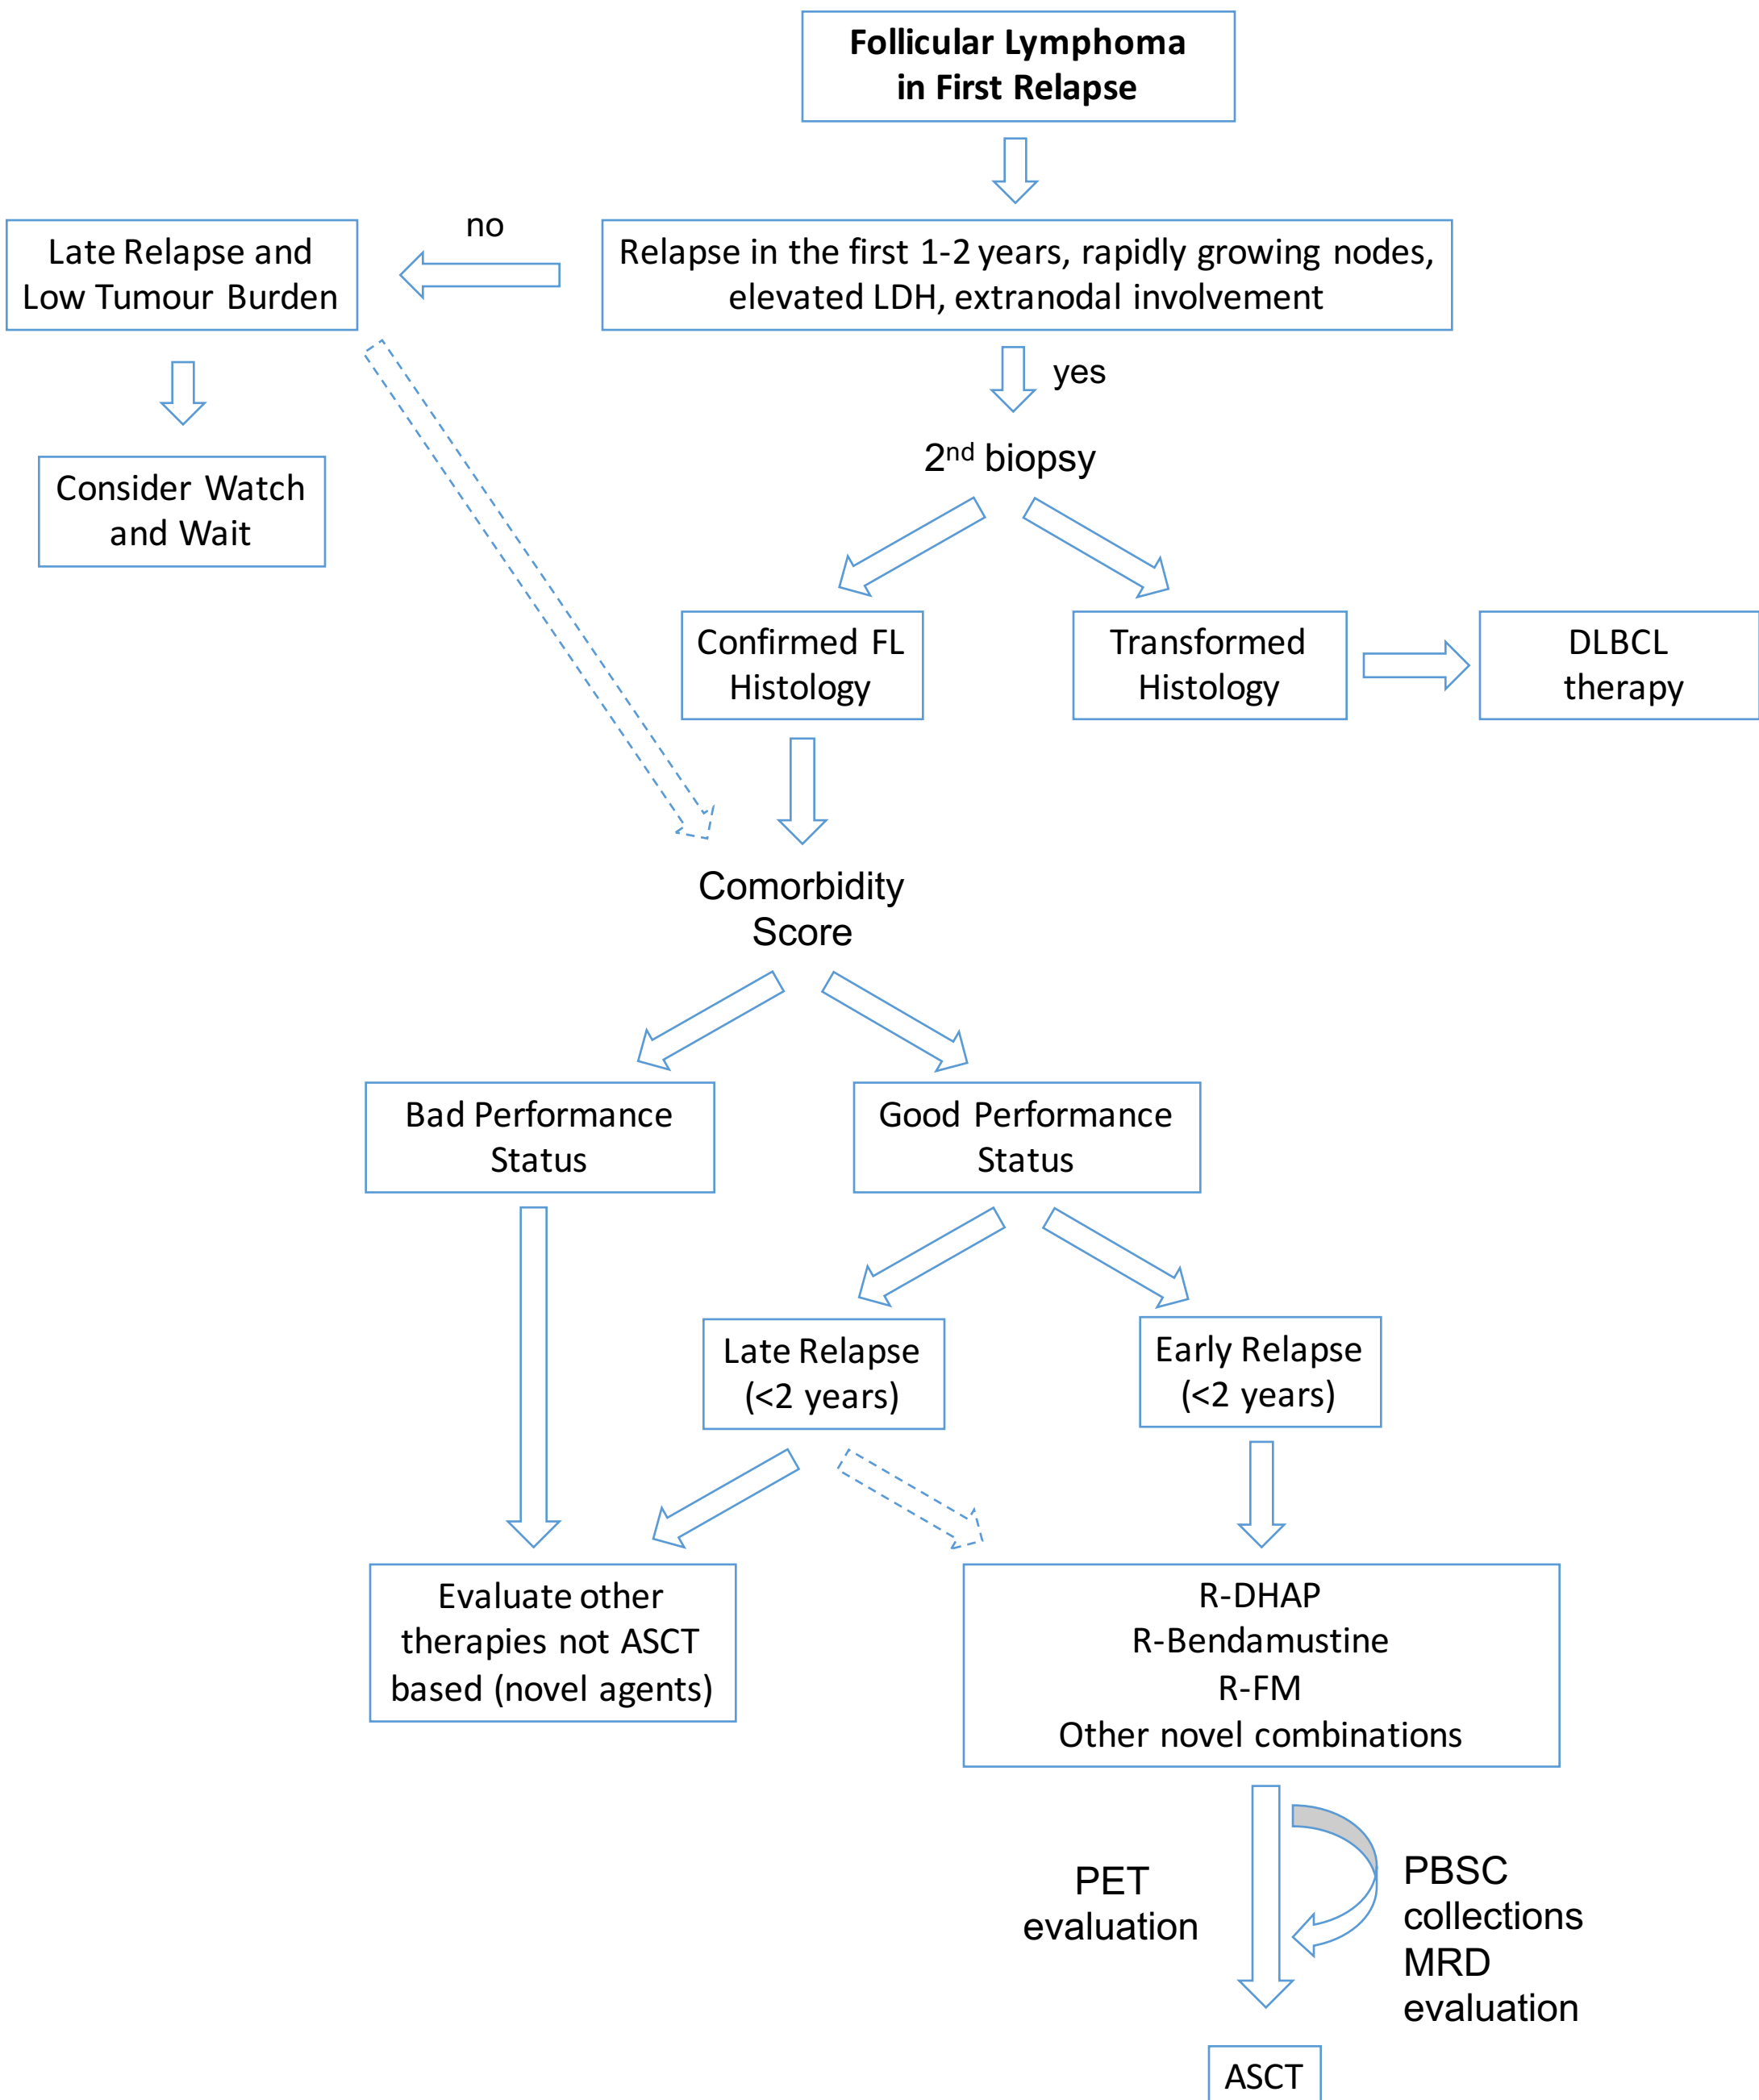 Follicular Lymphoma
in First Relapse
no
Late Relapse and
Low Tumour Burden
Relapse in the first 1-2 years, rapidly growing nodes,
elevated LDH, extranodal involvement
yes
Consider Watch
and Wait
2nd biopsy
Confirmed FL
Histology
Transformed
Histology
DLBCL
therapy
Comorbidity
Score
Bad Performance
Status
Good Performance
Status
Late Relapse
(<2 years)
Early Relapse
(<2 years)
Evaluate other
therapies not ASCT
based (novel agents)
R-DHAP
R-Bendamustine
R-FM
Other novel combinations
PET
evaluation
PBSC
collections
MRD
evaluation
ASCT